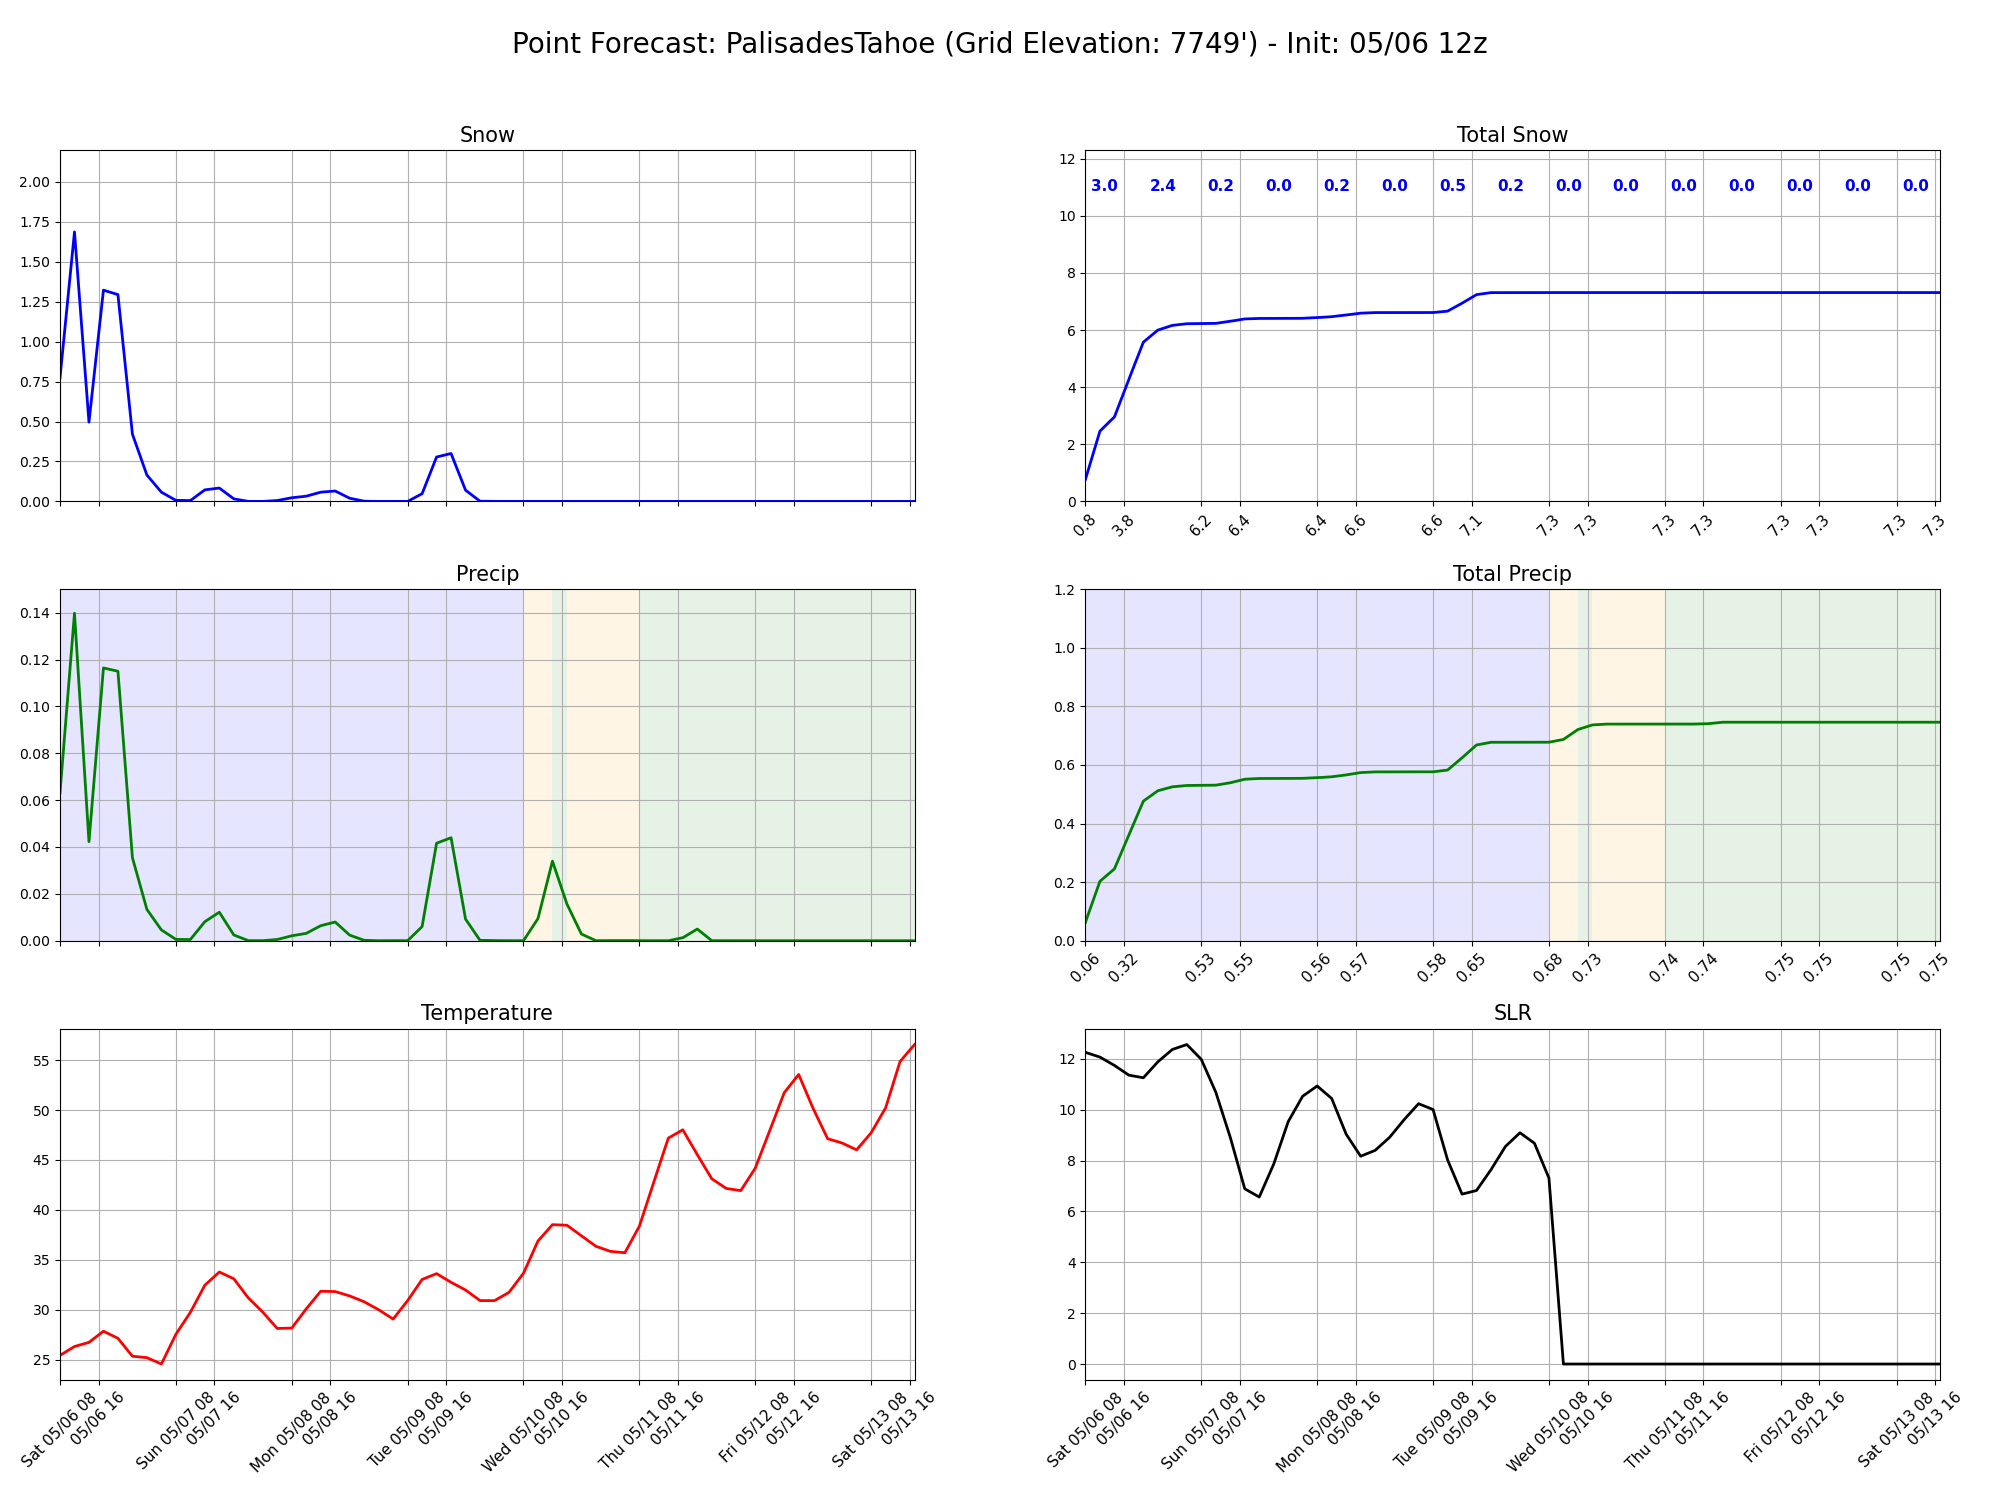 Point Forecast: PalisadesTahoe (Grid Elevation: 7749') - Init: 05/06 12z
Snow
2.00
1.75
1.50
1.25
1.00
0.75
0.50
0.25
0.00
Total Snow
12
10
8
6
4
2
0
3.0 2.4 0.2 0.0 0.2 0.0 0.5 0.2 0.0 0.0 0.0 0.0 0.0 0.0 0.0
0.8 3.8 6.2 6.4 6.4 6.6 6.6 7.1 7.3 7.3 7.3 7.3 7.3 7.3 7.3 7.3
Precip
0.14
0.12
0.10
0.08
0.06
0.04
0.02
0.00
Total Precip
1.2
1.0
0.8
0.6
0.4
0.2
0.0
0.06 0.32 0.53 0.55 0.56 0.57 0.58 0.65 0.68 0.73 0.74 0.74 0.75 0.75 0.75 0.75
Temperature
55
50
45
40
35
30
25
Sat 05/06 08
05/06 16
Sun 05/07 08
05/07 16
Mon 05/08 08
05/08 16
Tue 05/09 08
05/09 16
Wed 05/10 08
05/10 16
Thu 05/11 08
05/11 16
Fri 05/12 08
05/12 16
Sat 05/13 08
05/13 16
SLR
12
10
8
6
4
2
0
Sat 05/06 08
05/06 16
Sun 05/07 08
05/07 16
Mon 05/08 08
05/08 16
Tue 05/09 08
05/09 16
Wed 05/10 08
05/10 16
Thu 05/11 08
05/11 16
Fri 05/12 08
05/12 16
Sat 05/13 08
05/13 16